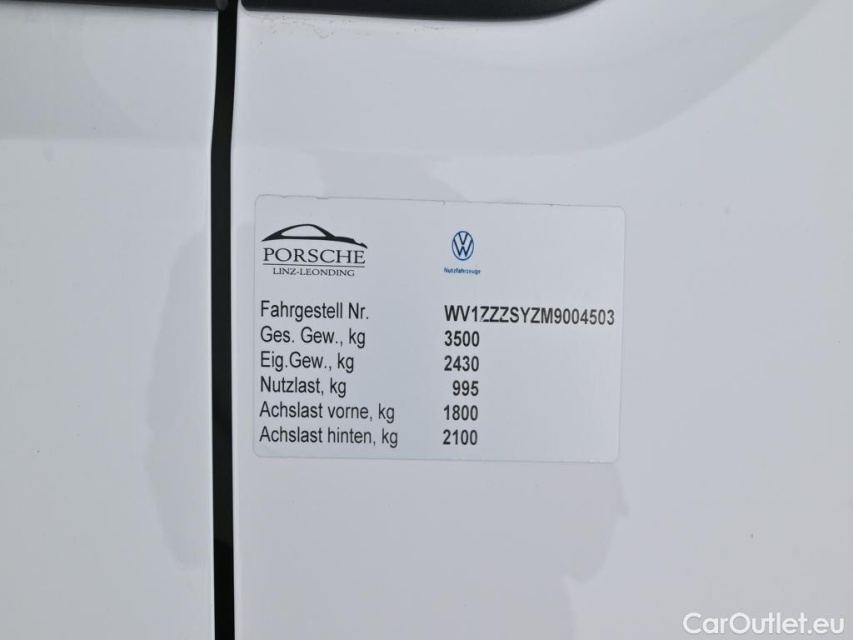 PORSCHE
LINZ-LEONDING
Nutzfahrzeuge
Fahrgestell Nr. WV1ZZZSYZM9004503
Ges. Gew., kg 3500
Eig.Gew., kg 2430
Nutzlast, kg 995
Achslast vorne, kg 1800
Achslast hinten, kg 2100
CarOutlet.eu